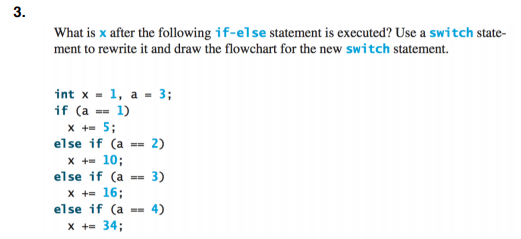 3.
What is x after the following if-else statement is executed? Use a switch state-
ment to rewrite it and draw the flowchart for the new switch statement.
int x = 1, a = 3;
if (a == 1)
x += 5;
else if (a == 2)
x += 10;
else if (a == 3)
x += 16;
else if (a == 4)
x += 34;